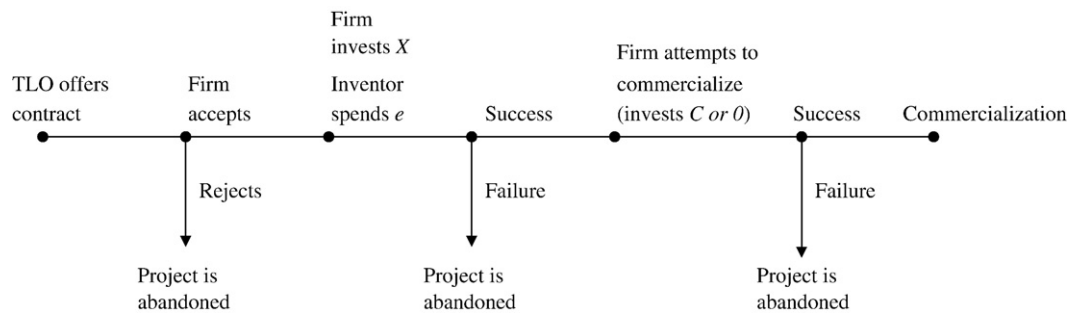 TLO offers
contract
Firm
accepts
Firm
invests X
Inventor
spends e
Success
Firm attempts to
commercialize
(invests C or 0)
Success
Commercialization
Rejects
Failure
Failure
Project is
abandoned
Project is
abandoned
Project is
abandoned